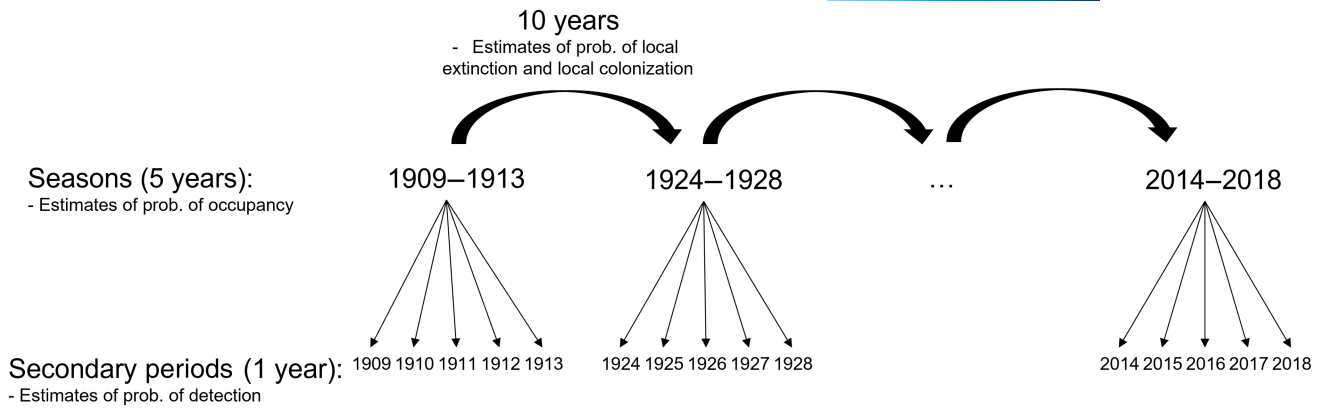 10 years
- Estimates of prob. of local
extinction and local colonization
Seasons (5 years):
- Estimates of prob. of occupancy
1909–1913
1924–1928
...
2014–2018
Secondary periods (1 year):
- Estimates of prob. of detection
1909 1910 1911 1912 1913
1924 1925 1926 1927 1928
2014 2015 2016 2017 2018